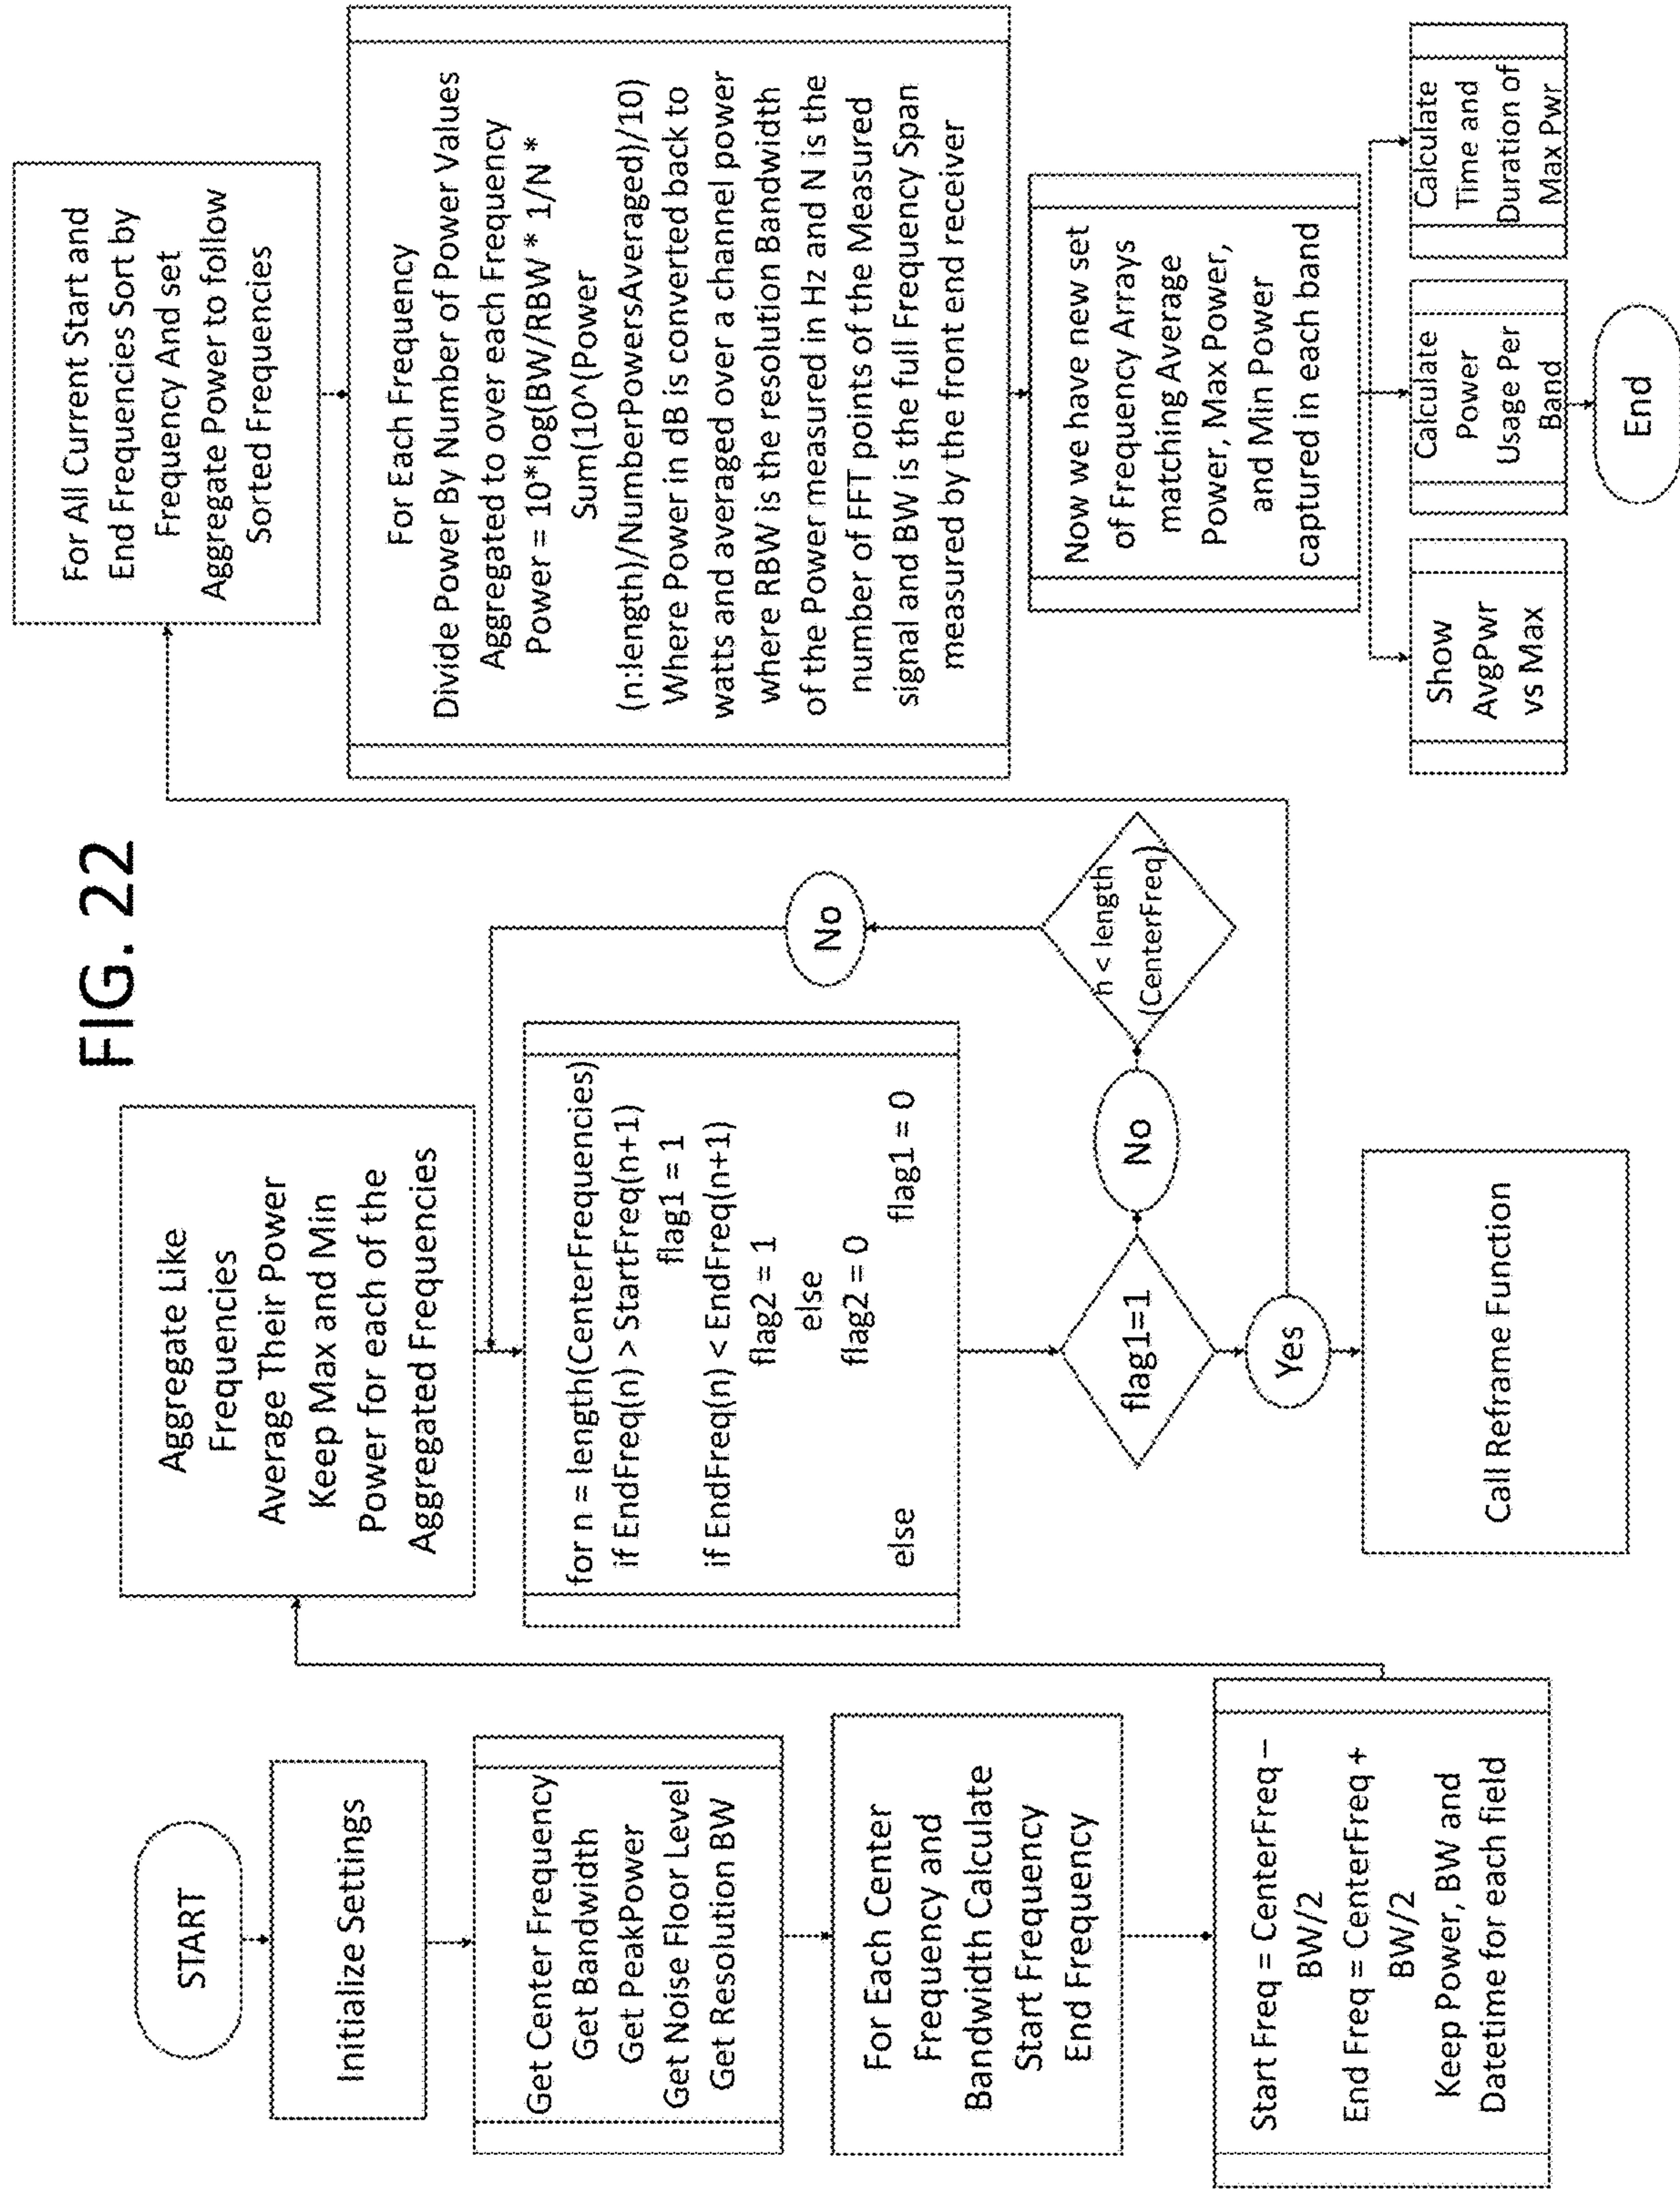 FIG. 22
START
Initialize Settings
Get Center Frequency
Get Bandwidth
Get PeakPower
Get Noise Floor Level
Get Resolution BW
For Each Center
Frequency and
Bandwidth Calculate
Start Frequency
End Frequency
Start Freq = CenterFreq –
BW/2
End Freq = CenterFreq +
BW/2
Keep Power, BW and
Datetime for each field
Aggregate Like
Frequencies
Average Their Power
Keep Max and Min
Power for each of the
Aggregated Frequencies
for n = length(CenterFrequencies)
if EndFreq(n) > StartFreq(n+1)
flag1 = 1
if EndFreq(n) < EndFreq(n+1)
flag2 = 1
else
flag2 = 0
else flag1 = 0
flag1=1
No
n < length
(CenterFreq)
No
Yes
Call Reframe Function
For All Current Start and
End Frequencies Sort by
Frequency And set
Aggregate Power to follow
Sorted Frequencies
For Each Frequency
Divide Power By Number of Power Values
Aggregated to over each Frequency
Power = 10*log(BW/RBW * 1/N *
Sum(10^(Power
(n:length)/NumberPowersAveraged)/10)
Where Power in dB is converted back to
watts and averaged over a channel power
where RBW is the resolution Bandwidth
of the Power measured in Hz and N is the
number of FFT points of the Measured
signal and BW is the full Frequency Span
measured by the front end receiver
Now we have new set
of Frequency Arrays
matching Average
Power, Max Power,
and Min Power
captured in each band
Show
AvgPwr
vs Max
Calculate
Power
Usage Per
Band
Calculate
Time and
Duration of
Max Pwr
End